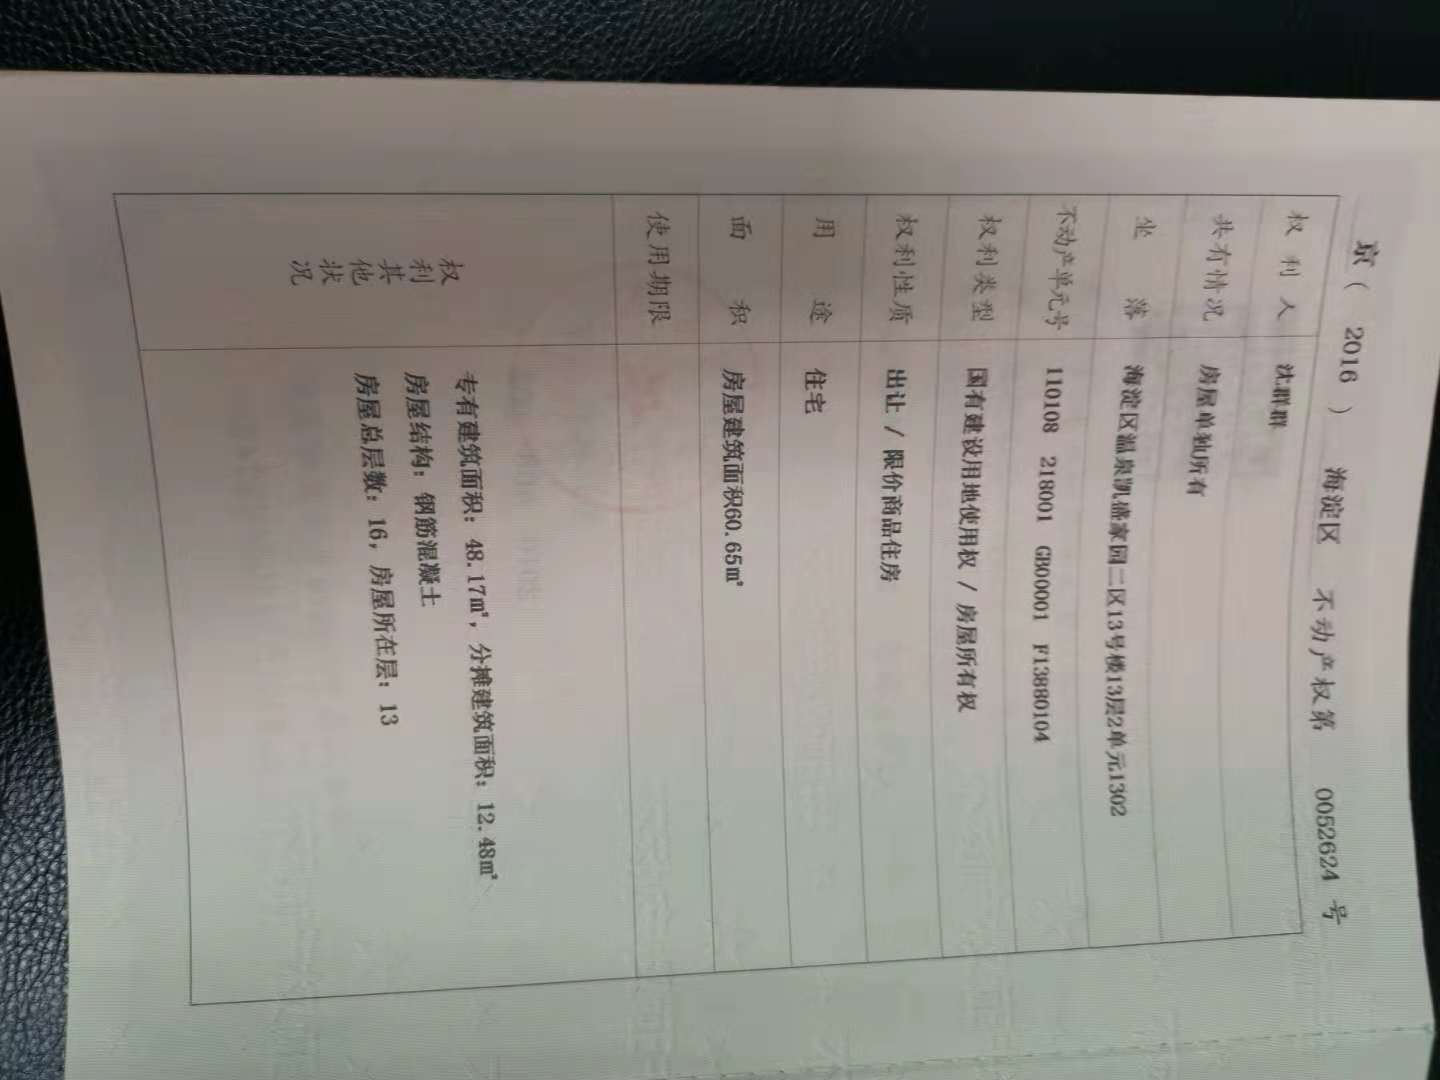 京（ 2016 ） 海淀区 不动产权第 0052624 号
权利人 沈群群
共有情况 房屋单独所有
坐落 海淀区温泉凯盛家园二区13号楼13层2单元1302
不动产单元号 110108 218001 GB00001 F13880104
权利类型 国有建设用地使用权 / 房屋所有权
权利性质 出让 / 限价商品住房
用途 住宅
面积 房屋建筑面积60.65㎡
使用期限
权利其他状况
专有建筑面积：48.17㎡，分摊建筑面积：12.48㎡
房屋结构：钢筋混凝土
房屋总层数：16，房屋所在层：13